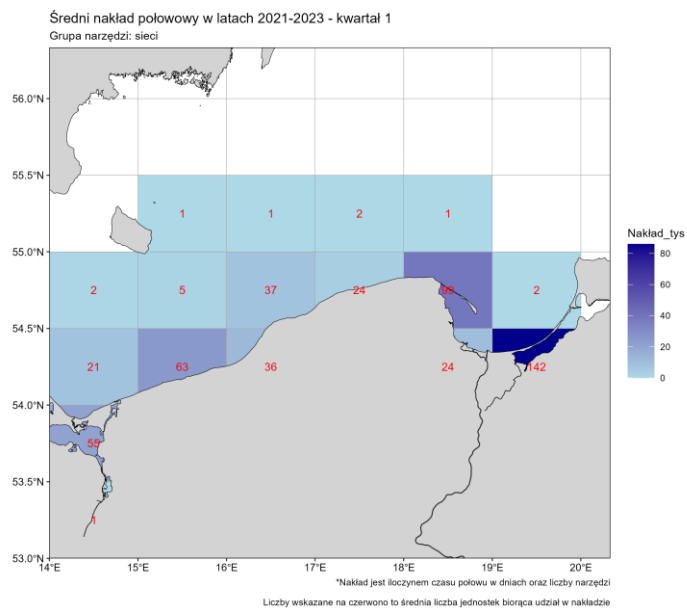 Średni nakład połowowy w latach 2021-2023 - kwartał 1
Grupa narzędzi: sieci
56.0°N
55.5°N
1 1 2 1
55.0°N
2 5 37 24 2
54.5°N
21 63 36 24 142
54.0°N
55
53.5°N
1
53.0°N
14°E 15°E 16°E 17°E 18°E 19°E 20°E
Nakład_tys
80
60
40
20
0
*Nakład jest iloczynem czasu połowu w dniach oraz liczby narzędzi
Liczby wskazane na czerwono to średnia liczba jednostek biorąca udział w nakładzie